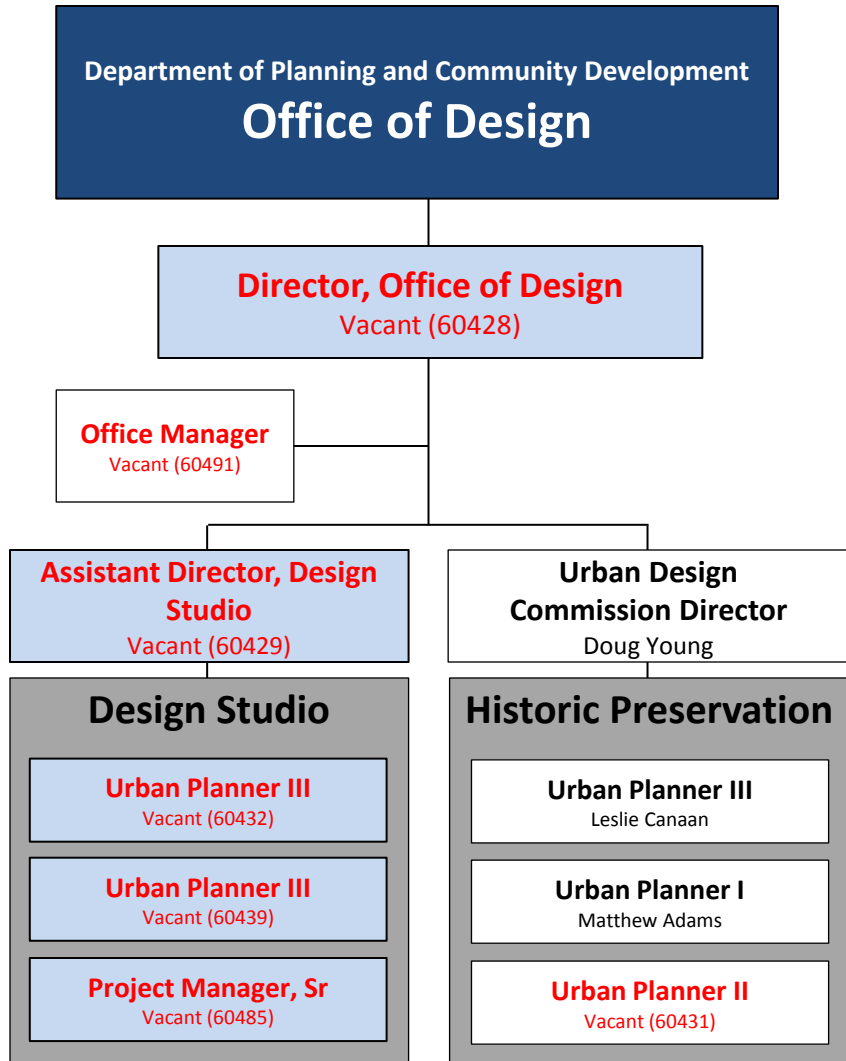 Department of Planning and Community Development
Office of Design
Director, Office of Design
Vacant (60428)
Office Manager
Vacant (60491)
Assistant Director, Design
Studio
Vacant (60429)
Urban Design
Commission Director
Doug Young
Design Studio
Urban Planner III
Vacant (60432)
Urban Planner III
Vacant (60439)
Project Manager, Sr
Vacant (60485)
Historic Preservation
Urban Planner III
Leslie Canaan
Urban Planner I
Matthew Adams
Urban Planner II
Vacant (60431)